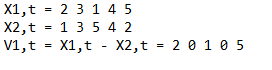 X1,t = 2 3 1 4 5
X2,t = 1 3 5 4 2
V1,t = X1,t - X2,t = 2 0 1 0 5